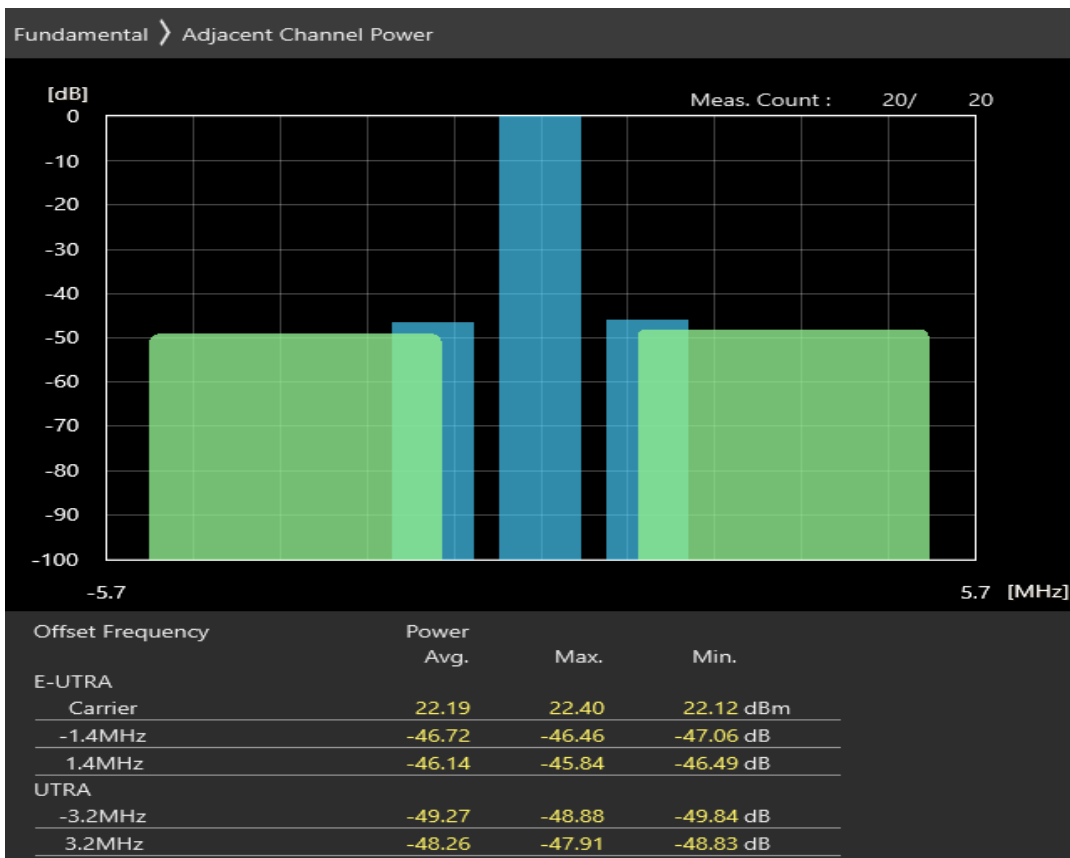 Fundamental 〉 Adjacent Channel Power
[dB]
Meas. Count : 20/ 20
0
-10
-20
-30
-40
-50
-60
-70
-80
-90
-100
-5.7 5.7 [MHz]
Offset Frequency Power
Avg. Max. Min.
E-UTRA
Carrier 22.19 22.40 22.12 dBm
-1.4MHz -46.72 -46.46 -47.06 dB
1.4MHz -46.14 -45.84 -46.49 dB
UTRA
-3.2MHz -49.27 -48.88 -49.84 dB
3.2MHz -48.26 -47.91 -48.83 dB